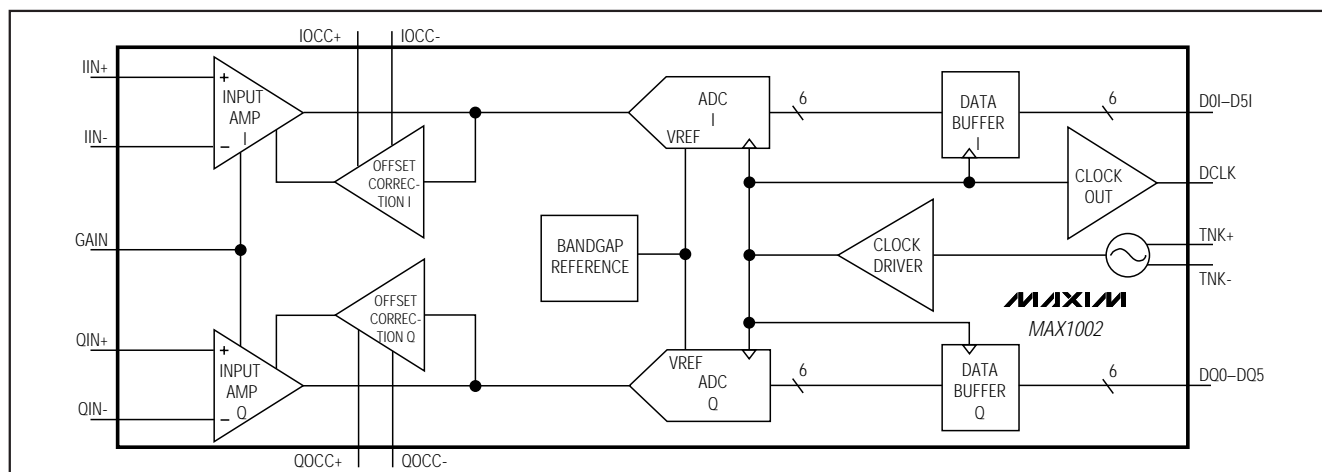 IOCC+ IOCC-
IIN+
IIN-
+
INPUT
AMP
I
−
OFFSET
CORREC-
TION I
ADC
I
VREF
6
DATA
BUFFER
I
6
D0I–D5I
CLOCK
OUT
DCLK
GAIN
BANDGAP
REFERENCE
CLOCK
DRIVER
TNK+
TNK-
MAXIM
MAX1002
OFFSET
CORREC-
TION Q
QIN+
QIN-
+
INPUT
AMP
Q
−
VREF
ADC
Q
6
DATA
BUFFER
Q
6
DQ0–DQ5
QOCC+ QOCC-